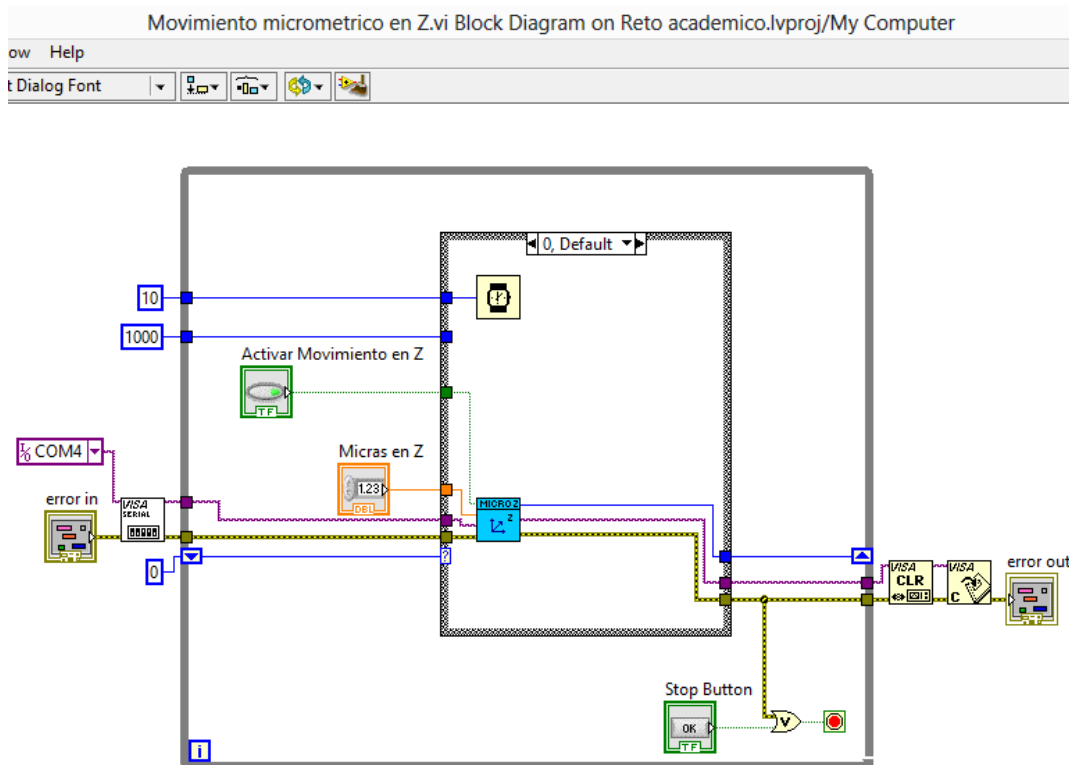 Movimiento micrometrico en Z.vi Block Diagram on Reto academico.lvproj/My Computer
ow Help
t Dialog Font
0, Default
10
1000
Activar Movimiento en Z
TF
Micras en Z
1.23
DBL
COM4
error in
VISA
SERIAL
MICRO Z
Z
0
?
VISA
CLR
VISA
C
error out
Stop Button
OK
TF
V
i